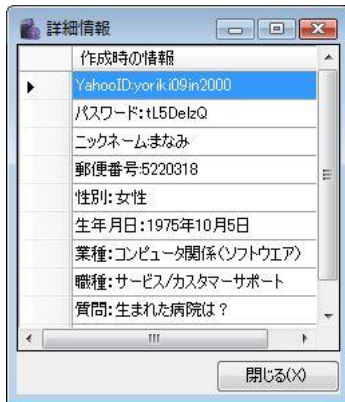 詳細情報
作成時の情報
YahooID:yoriki09in2000
パスワード:tL5DelzQ
ニックネーム:まなみ
郵便番号:5220318
性別:女性
生年月日:1975年10月5日
業種:コンピュータ関係(ソフトウエア)
職種:サービス/カスタマーサポート
質問:生まれた病院は?
閉じる(X)